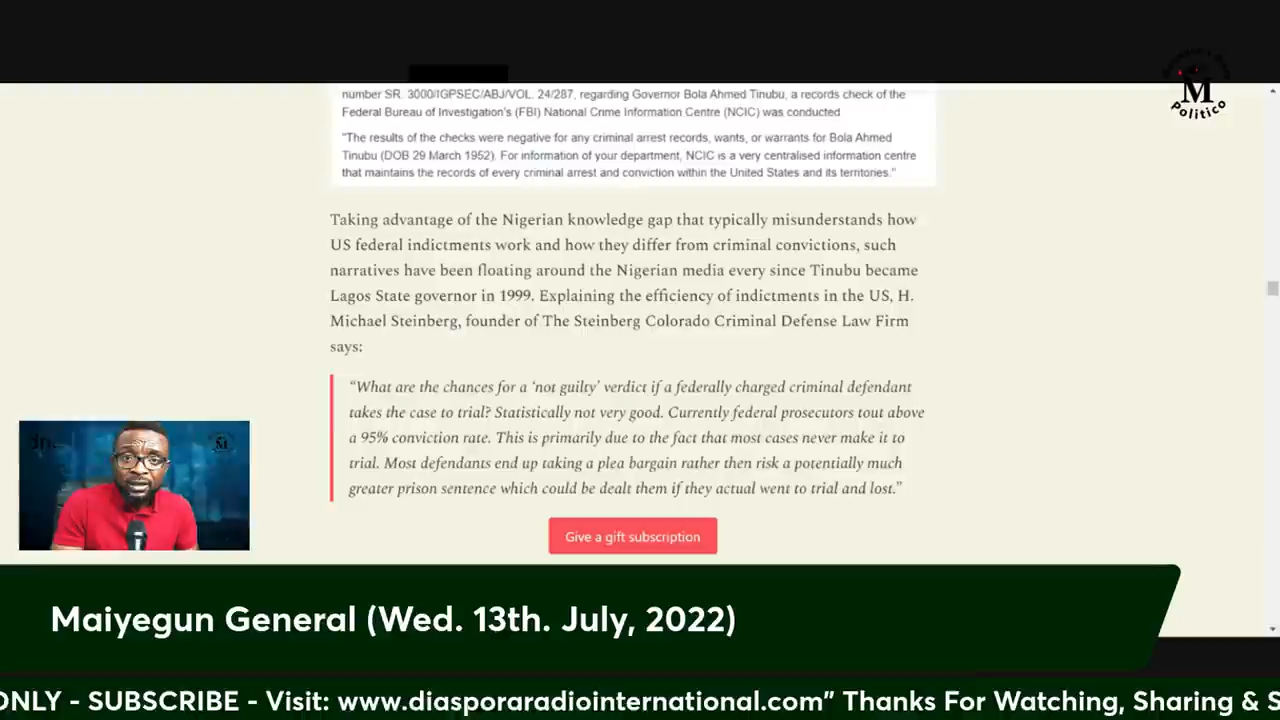 number SR. 3000/IGPSEC/ABJ/VOL. 24/287, regarding Governor Bola Ahmed Tinubu, a records check of the
Federal Bureau of Investigation's (FBI) National Crime Information Centre (NCIC) was conducted
"The results of the checks were negative for any criminal arrest records, wants, or warrants for Bola Ahmed
Tinubu (DOB 29 March 1952). For information of your department, NCIC is a very centralised information centre
that maintains the records of every criminal arrest and conviction within the United States and its territories."
M
Politico
Taking advantage of the Nigerian knowledge gap that typically misunderstands how
US federal indictments work and how they differ from criminal convictions, such
narratives have been floating around the Nigerian media every since Tinubu became
Lagos State governor in 1999. Explaining the efficiency of indictments in the US, H.
Michael Steinberg, founder of The Steinberg Colorado Criminal Defense Law Firm
says:
“What are the chances for a ‘not guilty’ verdict if a federally charged criminal defendant
takes the case to trial? Statistically not very good. Currently federal prosecutors tout above
a 95% conviction rate. This is primarily due to the fact that most cases never make it to
trial. Most defendants end up taking a plea bargain rather then risk a potentially much
greater prison sentence which could be dealt them if they actual went to trial and lost.”
Give a gift subscription
Maiyegun General (Wed. 13th. July, 2022)
ONLY - SUBSCRIBE - Visit: www.diasporaradiointernational.com” Thanks For Watching, Sharing & S